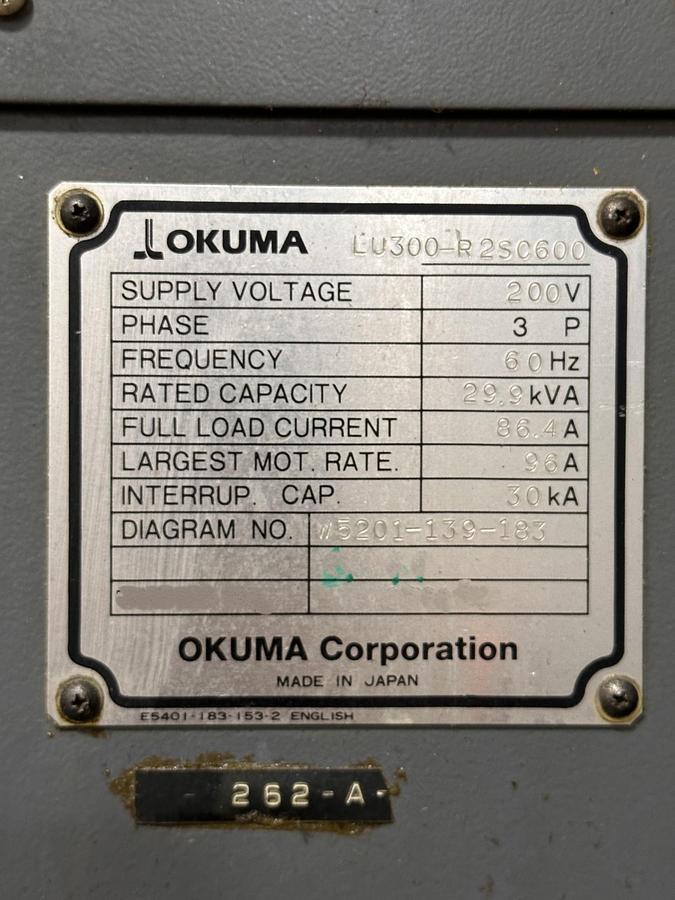 OKUMA LU300-R2SC600
SUPPLY VOLTAGE 200V
PHASE 3 P
FREQUENCY 60Hz
RATED CAPACITY 29.9kVA
FULL LOAD CURRENT 86.4A
LARGEST MOT. RATE. 96A
INTERRUP. CAP. 30kA
DIAGRAM NO. W5201-139-183
OKUMA Corporation
MADE IN JAPAN
E5401-183-153-2 ENGLISH
262-A-